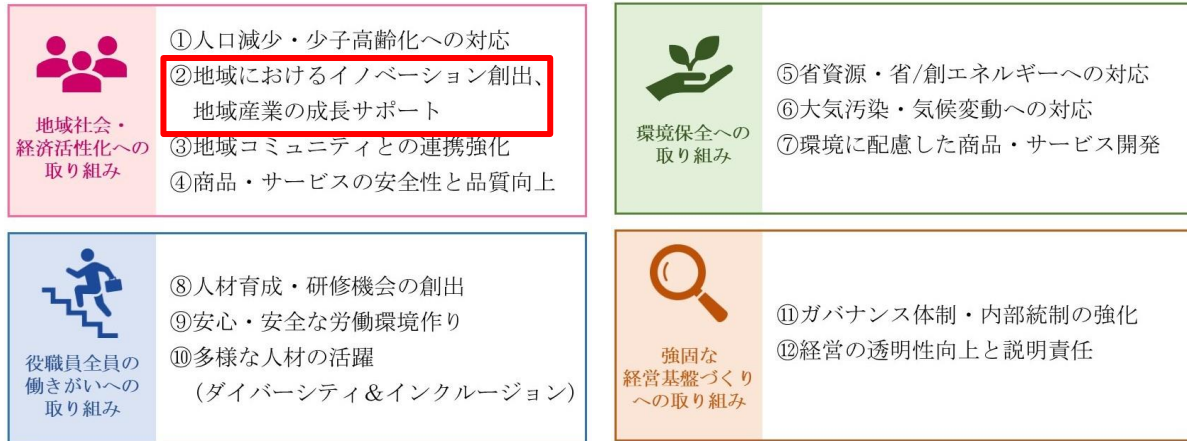 地域社会・
経済活性化への
取り組み
①人口減少・少子高齢化への対応
②地域におけるイノベーション創出、
地域産業の成長サポート
③地域コミュニティとの連携強化
④商品・サービスの安全性と品質向上
環境保全への
取り組み
⑤省資源・省/創エネルギーへの対応
⑥大気汚染・気候変動への対応
⑦環境に配慮した商品・サービス開発
役職員全員の
働きがいへの
取り組み
⑧人材育成・研修機会の創出
⑨安心・安全な労働環境作り
⑩多様な人材の活躍
（ダイバーシティ＆インクルージョン）
強固な
経営基盤づくり
への取り組み
⑪ガバナンス体制・内部統制の強化
⑫経営の透明性向上と説明責任